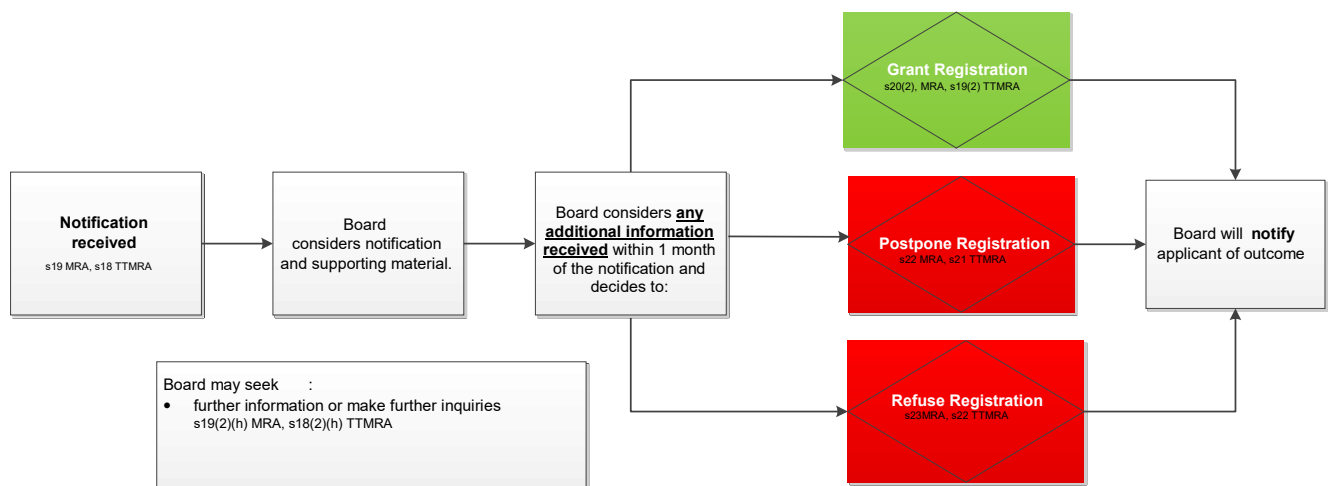 Notification
received
s19 MRA, s18 TTMRA
Board
considers notification
and supporting material.
Board considers any
additional information
received within 1 month
of the notification and
decides to:
Grant Registration
s20(2), MRA, s19(2) TTMRA
Postpone Registration
s22 MRA, s21 TTMRA
Refuse Registration
s23MRA, s22 TTMRA
Board will notify
applicant of outcome
Board may seek :
• further information or make further inquiries
s19(2)(h) MRA, s18(2)(h) TTMRA